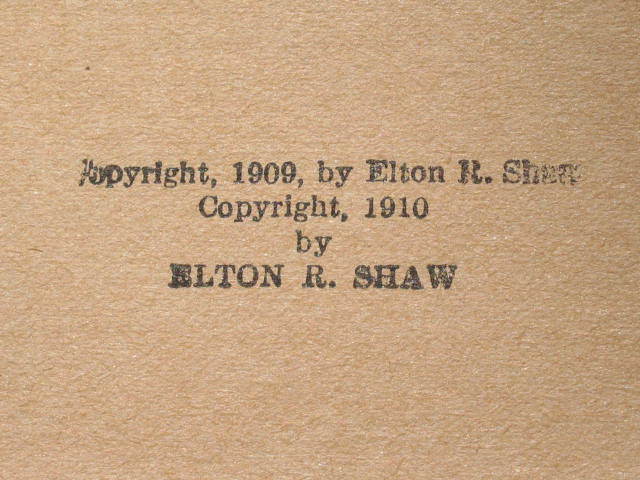 Copyright, 1909, by Elton R. Shaw
Copyright, 1910
by
ELTON R. SHAW